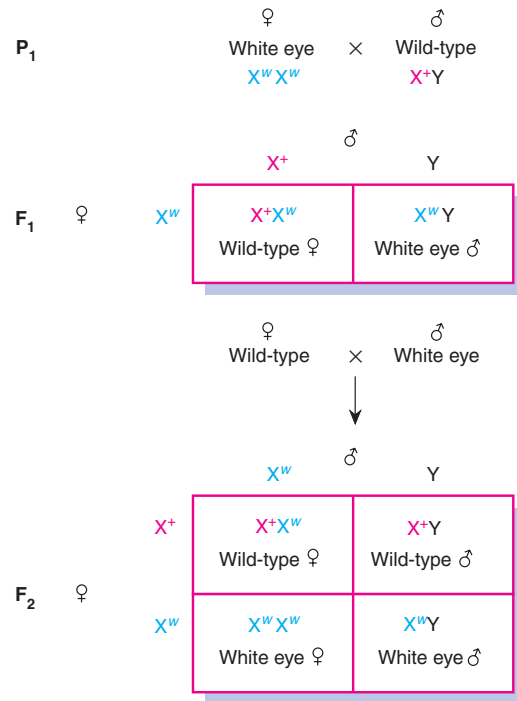 ♀ ♂
P₁ White eye × Wild-type
XʷXʷ X⁺Y
♂
X⁺ Y
F₁ ♀ Xʷ X⁺Xʷ XʷY
Wild-type ♀ White eye ♂
♀ ♂
Wild-type × White eye
♂
Xʷ Y
X⁺ X⁺Xʷ X⁺Y
Wild-type ♀ Wild-type ♂
F₂ ♀
Xʷ XʷXʷ XʷY
White eye ♀ White eye ♂